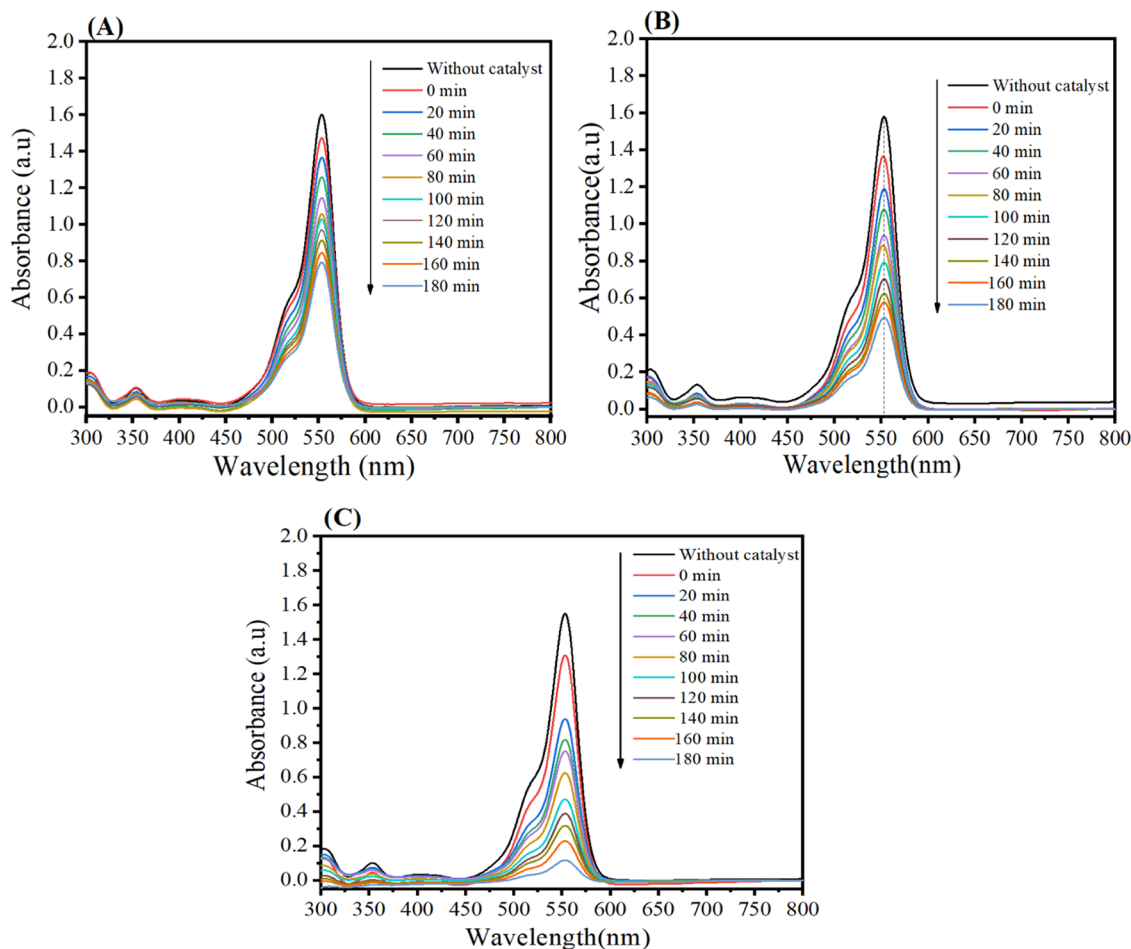 (A)
2.0
1.8
1.6
1.4
1.2
1.0
0.8
0.6
0.4
0.2
0.0
Absorbance (a.u)
Without catalyst
0 min
20 min
40 min
60 min
80 min
100 min
120 min
140 min
160 min
180 min
300 350 400 450 500 550 600 650 700 750 800
Wavelength (nm)
(B)
2.0
1.8
1.6
1.4
1.2
1.0
0.8
0.6
0.4
0.2
0.0
Absorbance(a.u)
Without catalyst
0 min
20 min
40 min
60 min
80 min
100 min
120 min
140 min
160 min
180 min
300 350 400 450 500 550 600 650 700 750 800
Wavelength(nm)
(C)
2.0
1.8
1.6
1.4
1.2
1.0
0.8
0.6
0.4
0.2
0.0
Absorbance (a.u)
Without catalyst
0 min
20 min
40 min
60 min
80 min
100 min
120 min
140 min
160 min
180 min
300 350 400 450 500 550 600 650 700 750 800
Wavelength(nm)